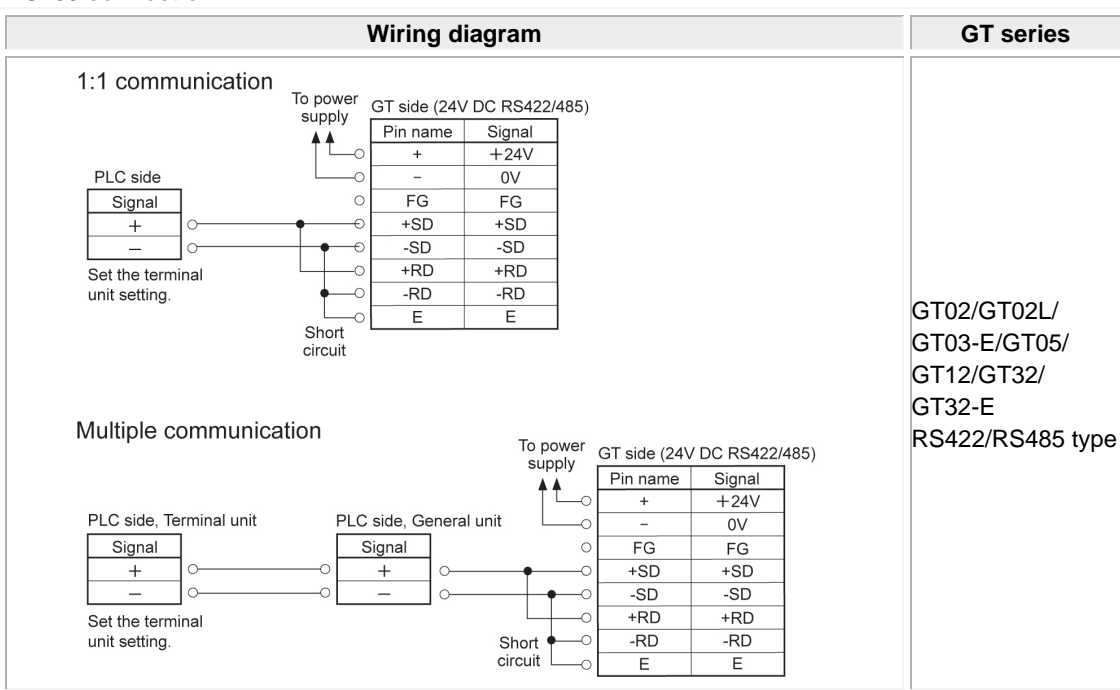 Wiring diagram
GT series
1:1 communication
To power
supply
GT side (24V DC RS422/485)
Pin name Signal
+ +24V
− 0V
FG FG
+SD +SD
-SD -SD
+RD +RD
-RD -RD
E E
PLC side
Signal
+
−
Set the terminal
unit setting.
Short
circuit
Multiple communication
To power
supply
GT side (24V DC RS422/485)
Pin name Signal
+ +24V
− 0V
FG FG
+SD +SD
-SD -SD
+RD +RD
-RD -RD
E E
PLC side, Terminal unit
Signal
+
−
Set the terminal
unit setting.
PLC side, General unit
Signal
+
−
Short
circuit
GT02/GT02L/
GT03-E/GT05/
GT12/GT32/
GT32-E
RS422/RS485 type